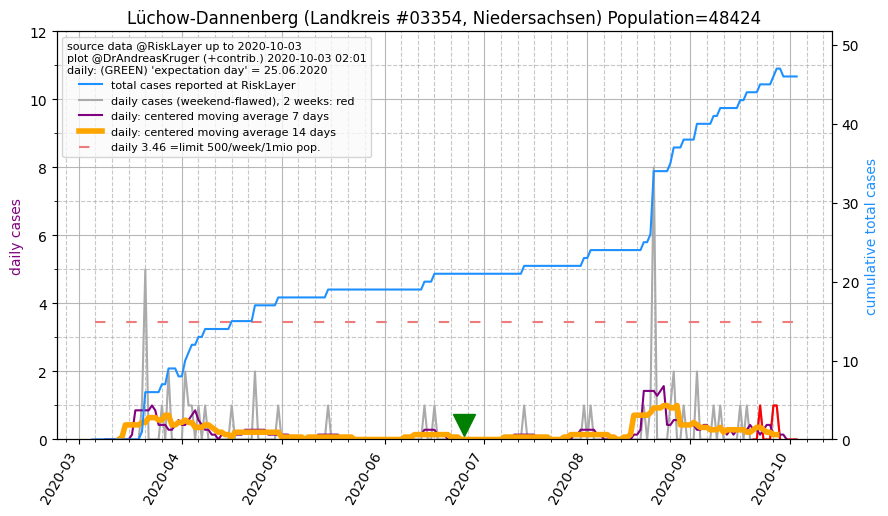 Lüchow-Dannenberg (Landkreis #03354, Niedersachsen) Population=48424
source data @RiskLayer up to 2020-10-03
plot @DrAndreasKruger (+contrib.) 2020-10-03 02:01
daily: (GREEN) 'expectation day' = 25.06.2020
total cases reported at RiskLayer
daily cases (weekend-flawed), 2 weeks: red
daily: centered moving average 7 days
daily: centered moving average 14 days
daily 3.46 =limit 500/week/1mio pop.
daily cases
12
10
8
6
4
2
0
cumulative total cases
50
40
30
20
10
0
2020-03
2020-04
2020-05
2020-06
2020-07
2020-08
2020-09
2020-10